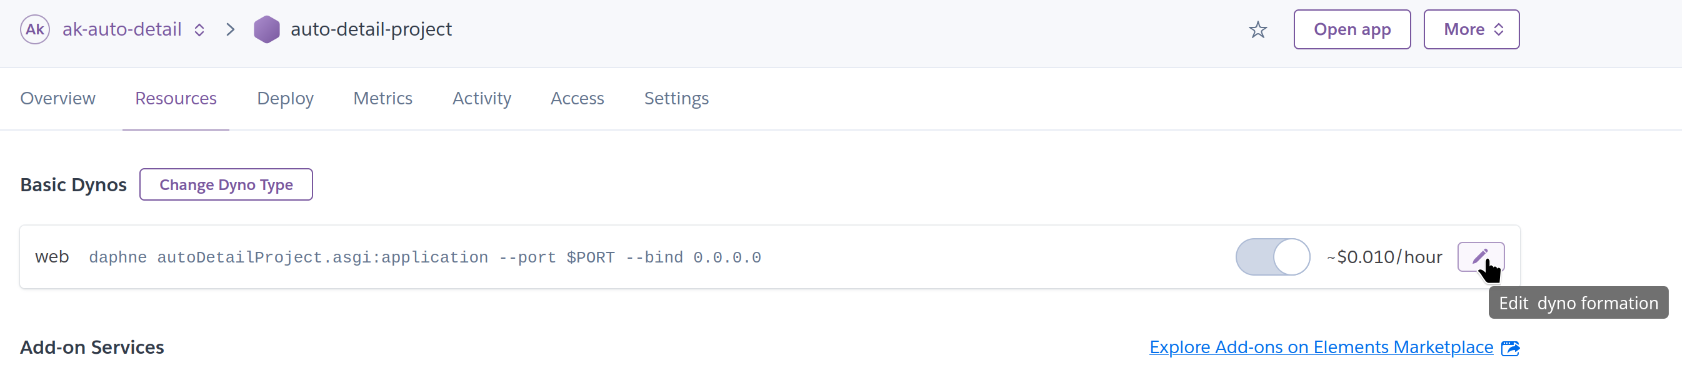 Ak ak-auto-detail auto-detail-project Open app More
Overview Resources Deploy Metrics Activity Access Settings
Basic Dynos Change Dyno Type
web daphne autoDetailProject.asgi:application --port $PORT --bind 0.0.0.0 ~$0.010/hour
Edit dyno formation
Add-on Services Explore Add-ons on Elements Marketplace